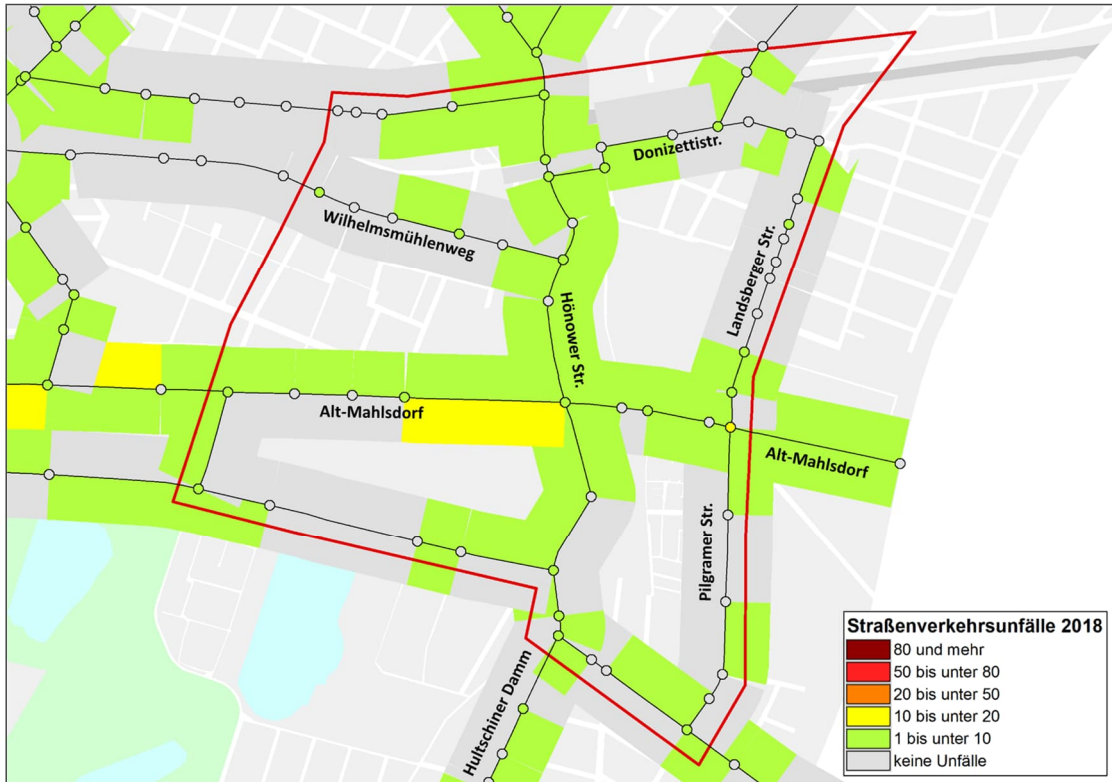 Donizettistr.
Wilhelmsmühlenweg
Landsberger Str.
Hönower Str.
Alt-Mahlsdorf
Alt-Mahlsdorf
Pilgramer Str.
Hultschiner Damm
Straßenverkehrsunfälle 2018
80 und mehr
50 bis unter 80
20 bis unter 50
10 bis unter 20
1 bis unter 10
keine Unfälle